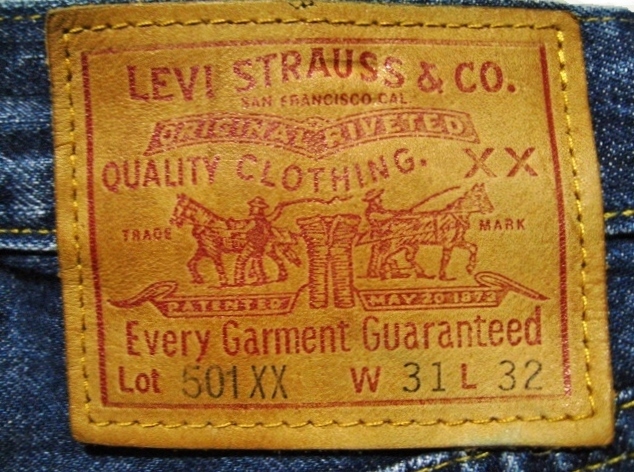 LEVI STRAUSS & CO.
SAN FRANCISCO.CAL
ORIGINAL RIVETED
QUALITY CLOTHING. XX
TRADE MARK
PATENTED MAY 20 1873
Every Garment Guaranteed
Lot 501XX W 31 L 32